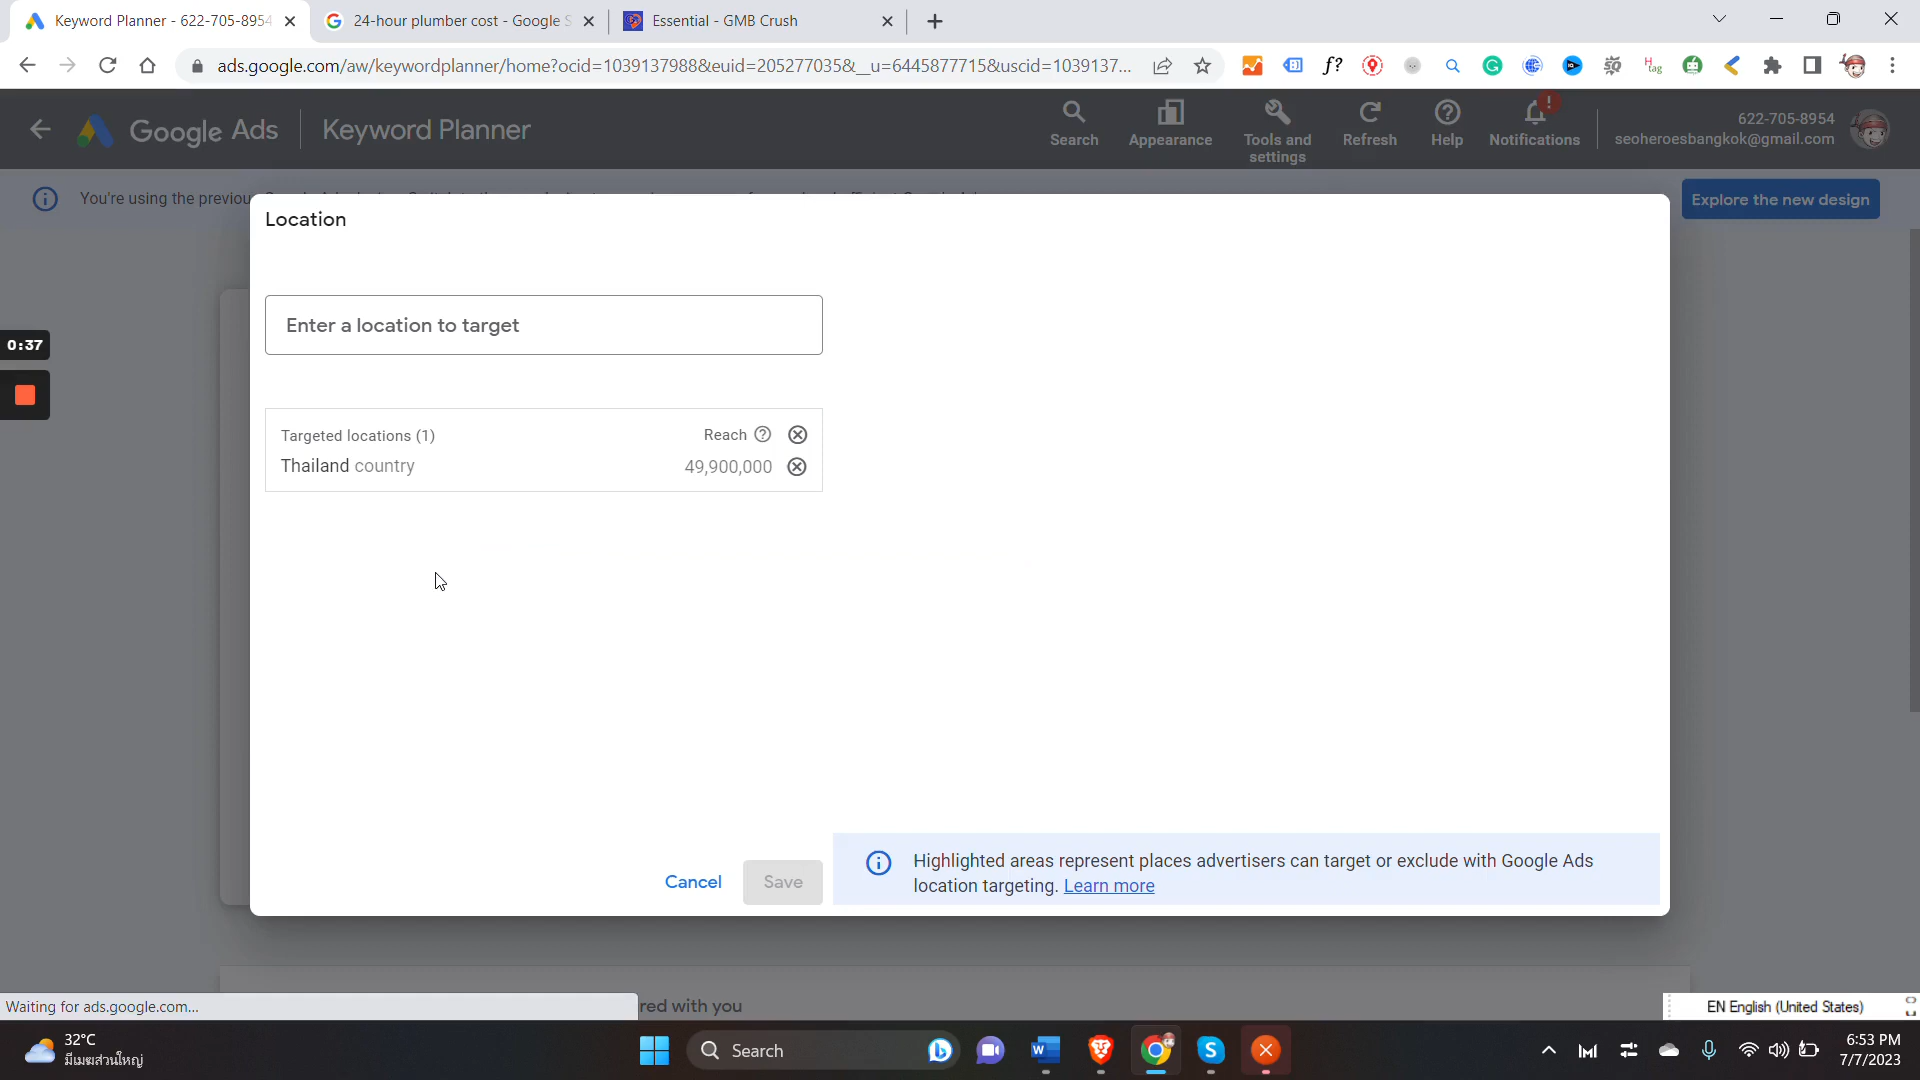 Keyword Planner - 622-705-8954
24-hour plumber cost - Google S
Essential - GMB Crush
ads.google.com/aw/keywordplanner/home?ocid=1039137988&euid=205277035&__u=6445877715&uscid=1039137...
Google Ads
Keyword Planner
Search
Appearance
Tools and
settings
Refresh
Help
Notifications
622-705-8954
seoheroesbangkok@gmail.com
You're using the previou
Explore the new design
Location
Enter a location to target
0:37
Targeted locations (1)
Reach
Thailand country
49,900,000
Cancel
Save
Highlighted areas represent places advertisers can target or exclude with Google Ads
location targeting. Learn more
red with you
Waiting for ads.google.com...
EN English (United States)
32°C
มีเมฆส่วนใหญ่
Search
6:53 PM
7/7/2023